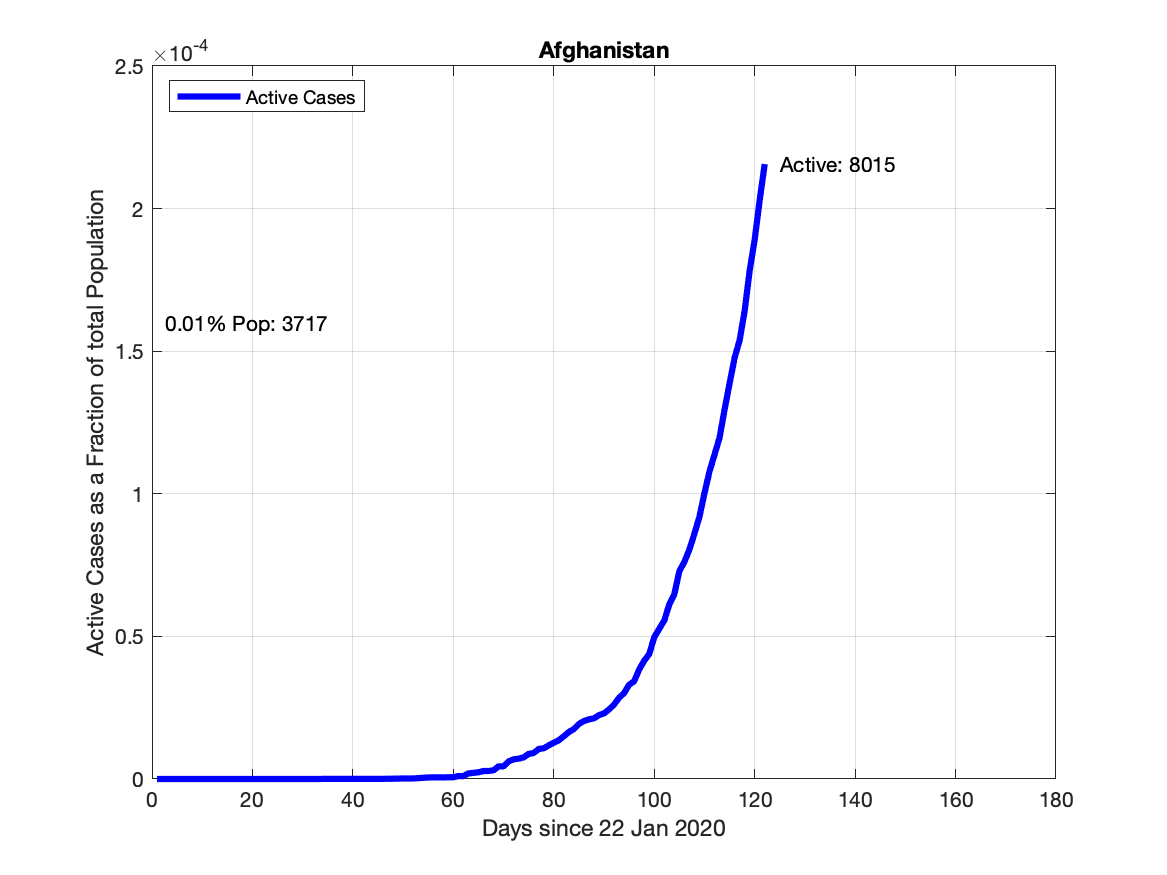 Afghanistan
×10-4
Active Cases
2.5
2
1.5
1
0.5
0
Active Cases as a Fraction of total Population
Active: 8015
0.01% Pop: 3717
0 20 40 60 80 100 120 140 160 180
Days since 22 Jan 2020